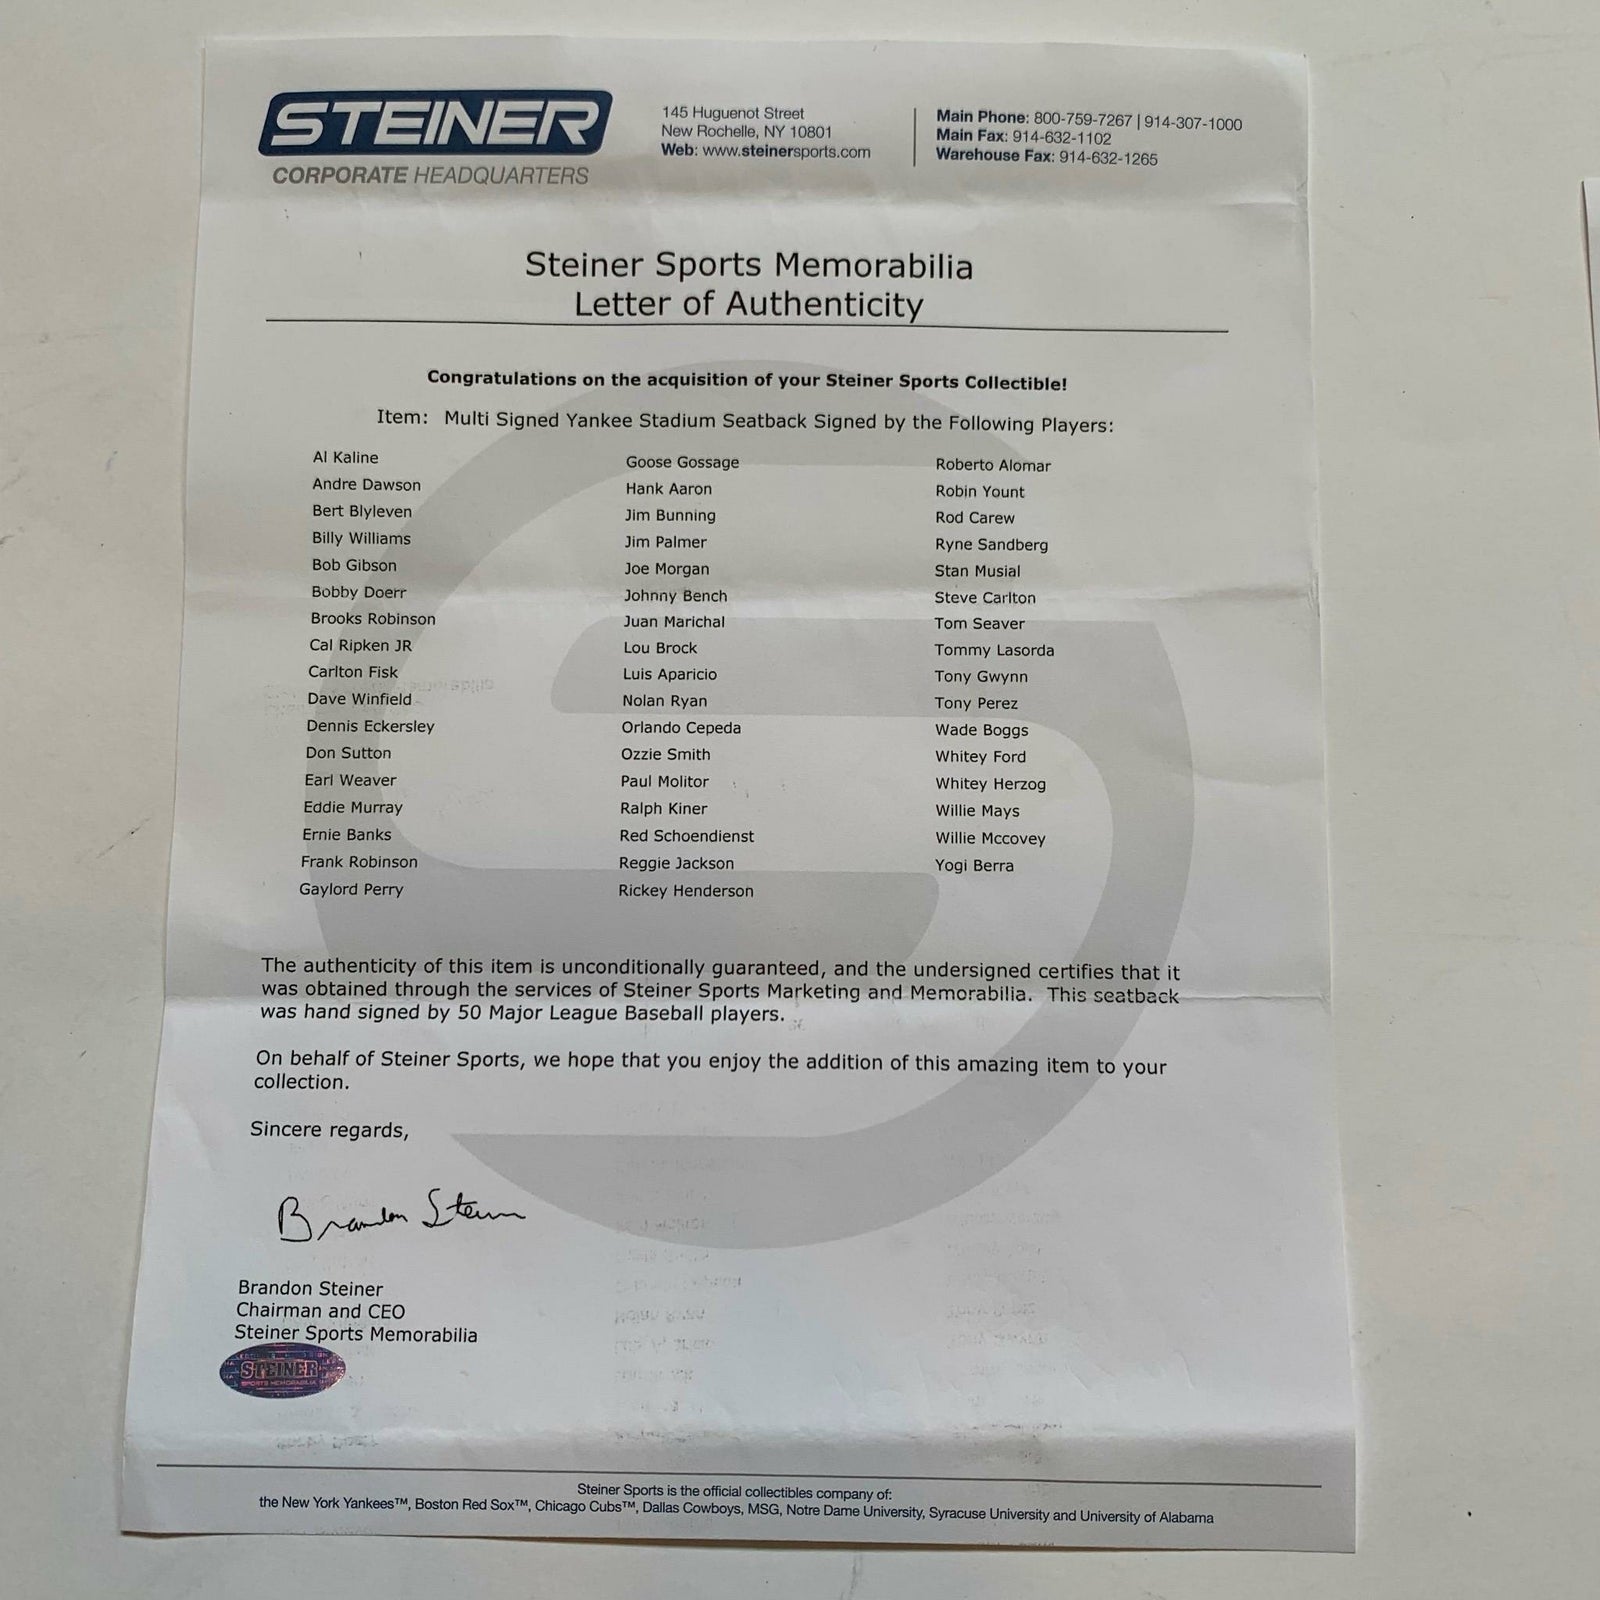 STEINER
CORPORATE HEADQUARTERS
145 Huguenot Street
New Rochelle, NY 10801
Web: www.steinersports.com
Main Phone: 800-759-7267 | 914-307-1000
Main Fax: 914-632-1102
Warehouse Fax: 914-632-1265
Steiner Sports Memorabilia
Letter of Authenticity
Congratulations on the acquisition of your Steiner Sports Collectible!
Item: Multi Signed Yankee Stadium Seatback Signed by the Following Players:
Al Kaline
Andre Dawson
Bert Blyleven
Billy Williams
Bob Gibson
Bobby Doerr
Brooks Robinson
Cal Ripken JR
Carlton Fisk
Dave Winfield
Dennis Eckersley
Don Sutton
Earl Weaver
Eddie Murray
Ernie Banks
Frank Robinson
Gaylord Perry
Goose Gossage
Hank Aaron
Jim Bunning
Jim Palmer
Joe Morgan
Johnny Bench
Juan Marichal
Lou Brock
Luis Aparicio
Nolan Ryan
Orlando Cepeda
Ozzie Smith
Paul Molitor
Ralph Kiner
Red Schoendienst
Reggie Jackson
Rickey Henderson
Roberto Alomar
Robin Yount
Rod Carew
Ryne Sandberg
Stan Musial
Steve Carlton
Tom Seaver
Tommy Lasorda
Tony Gwynn
Tony Perez
Wade Boggs
Whitey Ford
Whitey Herzog
Willie Mays
Willie Mccovey
Yogi Berra
The authenticity of this item is unconditionally guaranteed, and the undersigned certifies that it
was obtained through the services of Steiner Sports Marketing and Memorabilia. This seatback
was hand signed by 50 Major League Baseball players.
On behalf of Steiner Sports, we hope that you enjoy the addition of this amazing item to your
collection.
Sincere regards,
Brandon Steiner
Brandon Steiner
Chairman and CEO
Steiner Sports Memorabilia
STEINER
SPORTS MEMORABILIA
Steiner Sports is the official collectibles company of:
the New York Yankees™, Boston Red Sox™, Chicago Cubs™, Dallas Cowboys, MSG, Notre Dame University, Syracuse University and University of Alabama